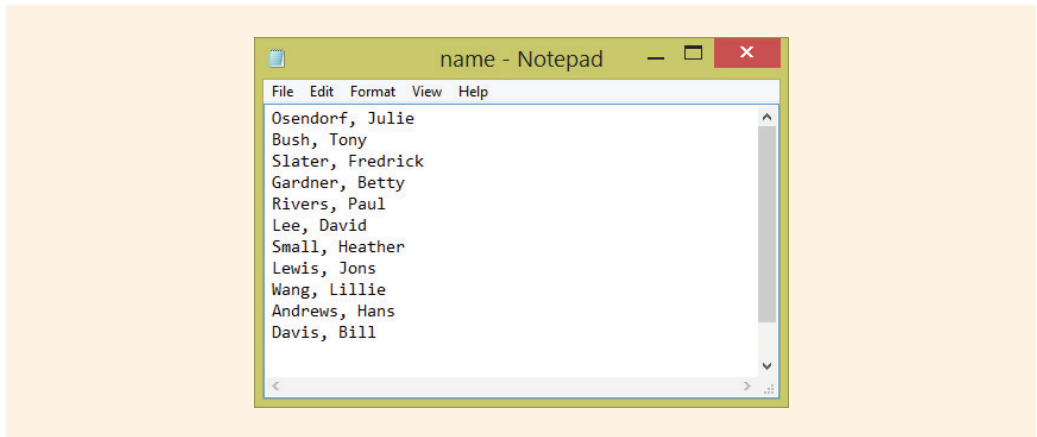 name - Notepad
File Edit Format View Help
Osendorf, Julie
Bush, Tony
Slater, Fredrick
Gardner, Betty
Rivers, Paul
Lee, David
Small, Heather
Lewis, Jons
Wang, Lillie
Andrews, Hans
Davis, Bill